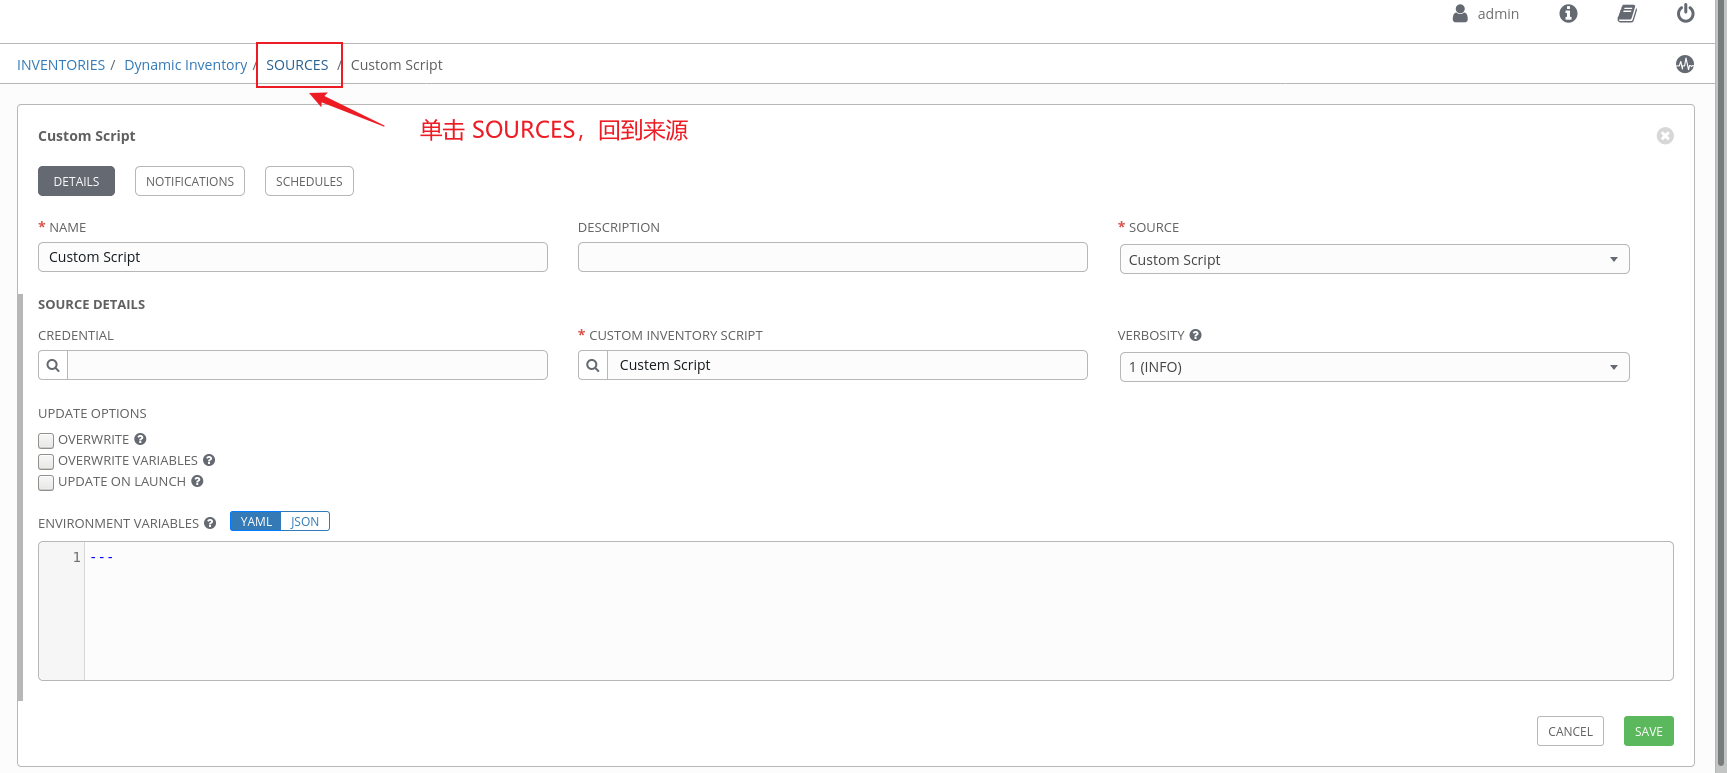 admin
INVENTORIES / Dynamic Inventory / SOURCES / Custom Script
单击 SOURCES，回到来源
Custom Script
DETAILS NOTIFICATIONS SCHEDULES
* NAME DESCRIPTION * SOURCE
Custom Script Custom Script
SOURCE DETAILS
CREDENTIAL * CUSTOM INVENTORY SCRIPT VERBOSITY ?
Custem Script 1 (INFO)
UPDATE OPTIONS
OVERWRITE ?
OVERWRITE VARIABLES ?
UPDATE ON LAUNCH ?
ENVIRONMENT VARIABLES ? YAML JSON
1 ---
CANCEL SAVE